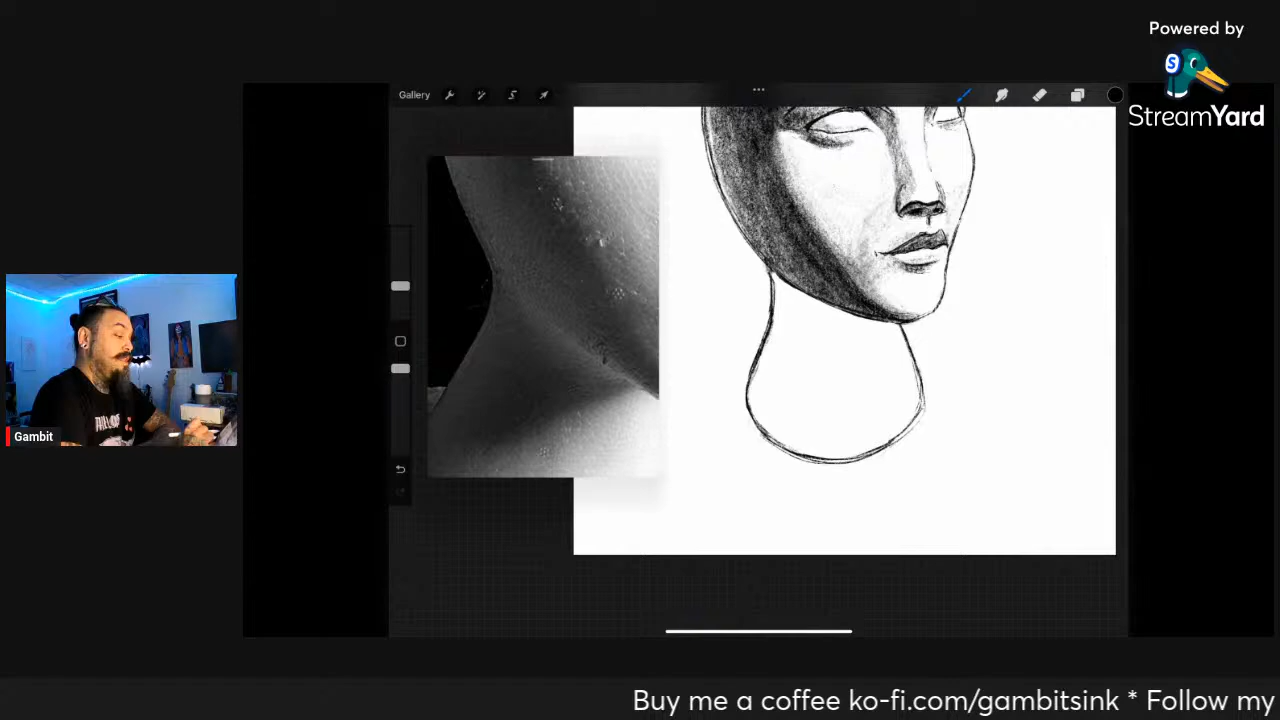 Powered by
StreamYard
Gallery
Gambit
Buy me a coffee ko-fi.com/gambitsink * Follow my